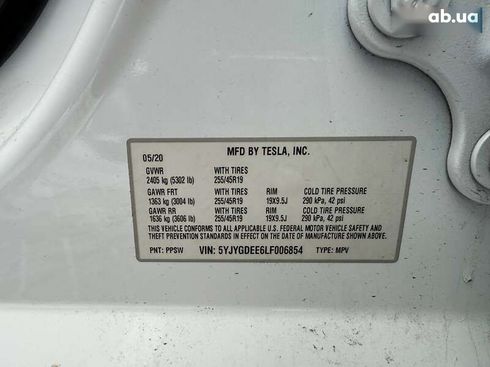 ab.ua
05/20 MFD BY TESLA, INC.
GVWR WITH TIRES
2405 kg (5302 lb) 255/45R19
GAWR FRT WITH TIRES RIM COLD TIRE PRESSURE
1363 kg (3004 lb) 255/45R19 19X9.5J 290 kPa, 42 psi
GAWR RR WITH TIRES RIM COLD TIRE PRESSURE
1636 kg (3606 lb) 255/45R19 19X9.5J 290 kPa, 42 psi
THIS VEHICLE CONFORMS TO ALL APPLICABLE U.S. FEDERAL MOTOR VEHICLE SAFETY AND
THEFT PREVENTION STANDARDS IN EFFECT ON THE DATE OF MANUFACTURE SHOWN ABOVE.
PNT: PPSW VIN: 5YJYGDEE6LF006854 TYPE: MPV